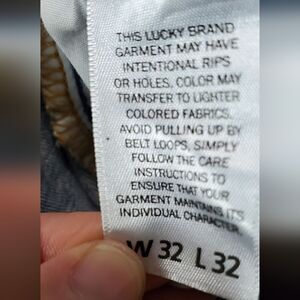 THIS LUCKY BRAND
GARMENT MAY HAVE
INTENTIONAL RIPS
OR HOLES. COLOR MAY
TRANSFER TO LIGHTER
COLORED FABRICS.
AVOID PULLING UP BY
BELT LOOPS, SIMPLY
FOLLOW THE CARE
INSTRUCTIONS TO
ENSURE THAT YOUR
GARMENT MAINTAINS ITS
INDIVIDUAL CHARACTER
W 32 L 32